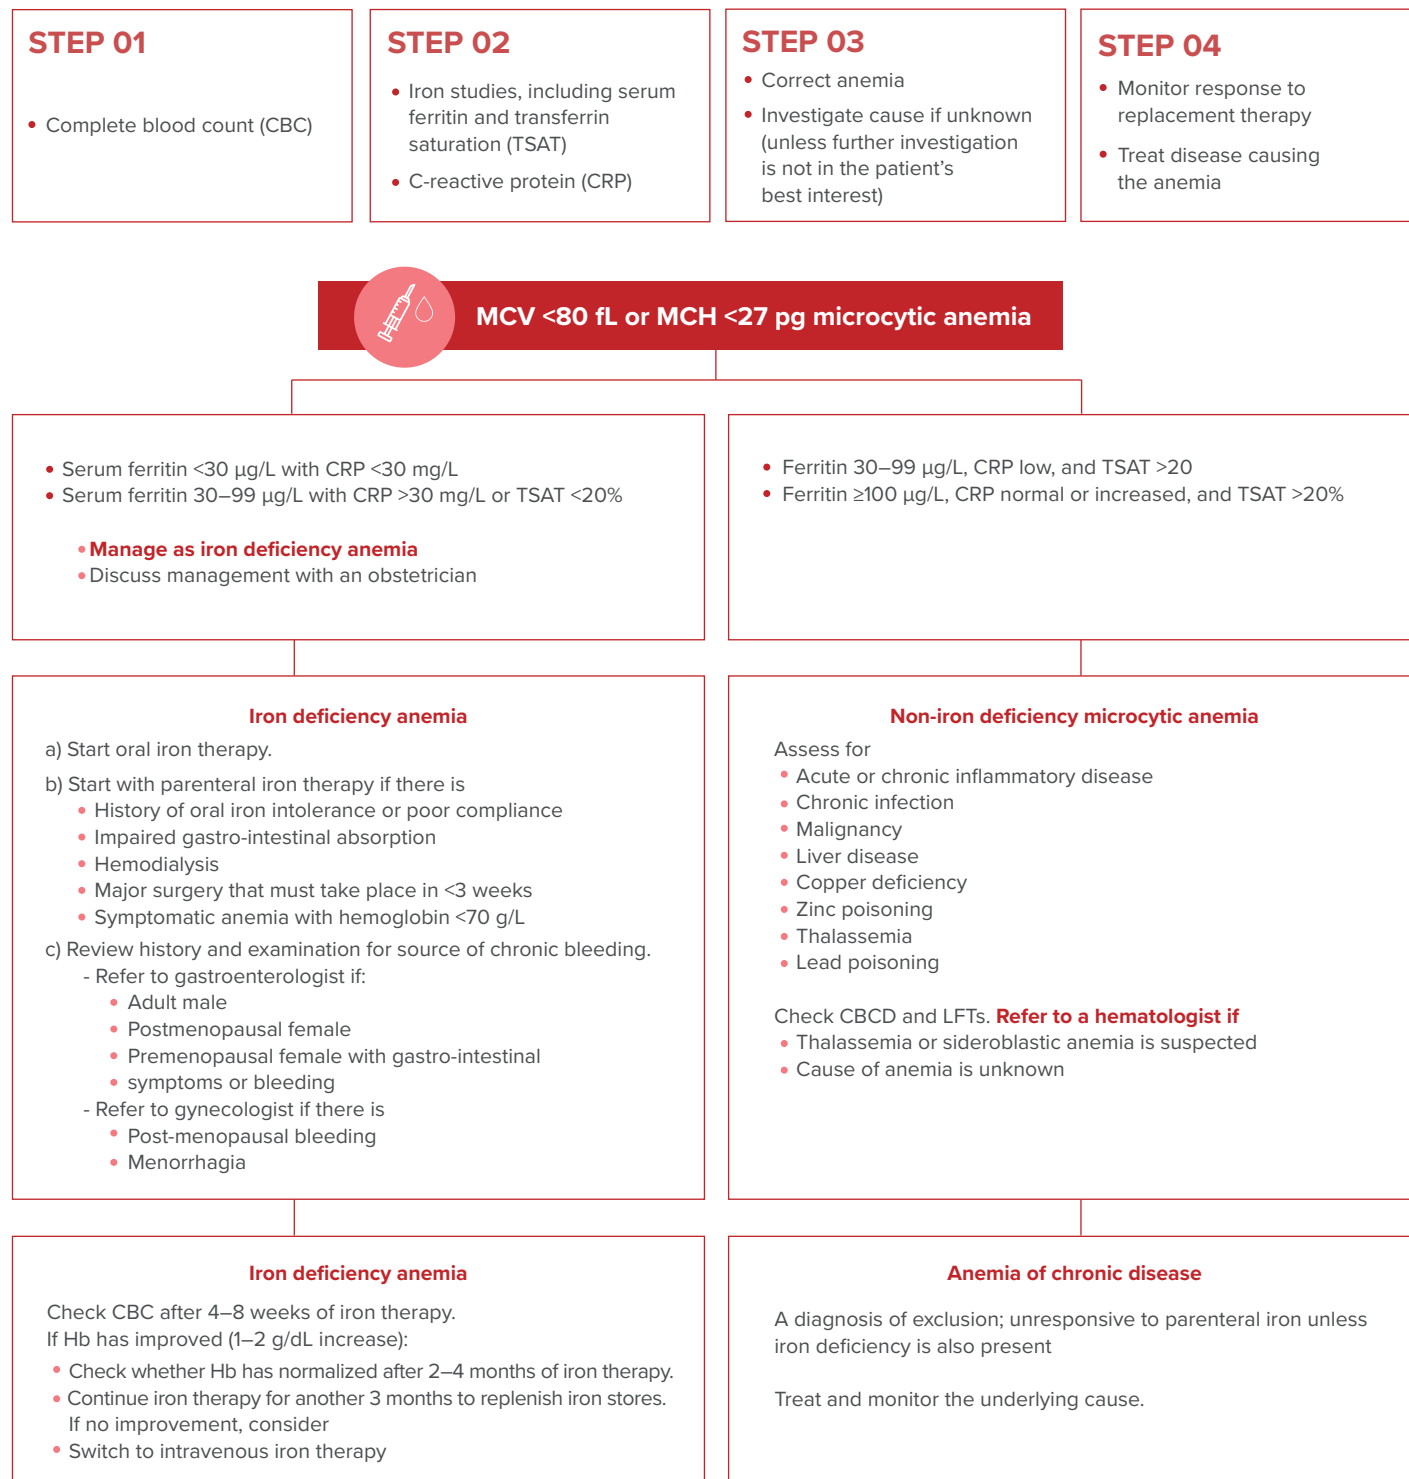 STEP 01
Complete blood count (CBC)
STEP 02
Iron studies, including serum
ferritin and transferrin
saturation (TSAT)
C-reactive protein (CRP)
STEP 03
Correct anemia
Investigate cause if unknown
(unless further investigation
is not in the patient’s
best interest)
STEP 04
Monitor response to
replacement therapy
Treat disease causing
the anemia
MCV <80 fL or MCH <27 pg microcytic anemia
Serum ferritin <30 µg/L with CRP <30 mg/L
Serum ferritin 30–99 µg/L with CRP >30 mg/L or TSAT <20%
Manage as iron deficiency anemia
Discuss management with an obstetrician
Ferritin 30–99 µg/L, CRP low, and TSAT >20
Ferritin ≥100 µg/L, CRP normal or increased, and TSAT >20%
Iron deficiency anemia
a) Start oral iron therapy.
b) Start with parenteral iron therapy if there is
History of oral iron intolerance or poor compliance
Impaired gastro-intestinal absorption
Hemodialysis
Major surgery that must take place in <3 weeks
Symptomatic anemia with hemoglobin <70 g/L
c) Review history and examination for source of chronic bleeding.
- Refer to gastroenterologist if:
Adult male
Postmenopausal female
Premenopausal female with gastro-intestinal
symptoms or bleeding
- Refer to gynecologist if there is
Post-menopausal bleeding
Menorrhagia
Non-iron deficiency microcytic anemia
Assess for
Acute or chronic inflammatory disease
Chronic infection
Malignancy
Liver disease
Copper deficiency
Zinc poisoning
Thalassemia
Lead poisoning
Check CBCD and LFTs. Refer to a hematologist if
Thalassemia or sideroblastic anemia is suspected
Cause of anemia is unknown
Iron deficiency anemia
Check CBC after 4–8 weeks of iron therapy.
If Hb has improved (1–2 g/dL increase):
Check whether Hb has normalized after 2–4 months of iron therapy.
Continue iron therapy for another 3 months to replenish iron stores.
If no improvement, consider
Switch to intravenous iron therapy
Anemia of chronic disease
A diagnosis of exclusion; unresponsive to parenteral iron unless
iron deficiency is also present
Treat and monitor the underlying cause.